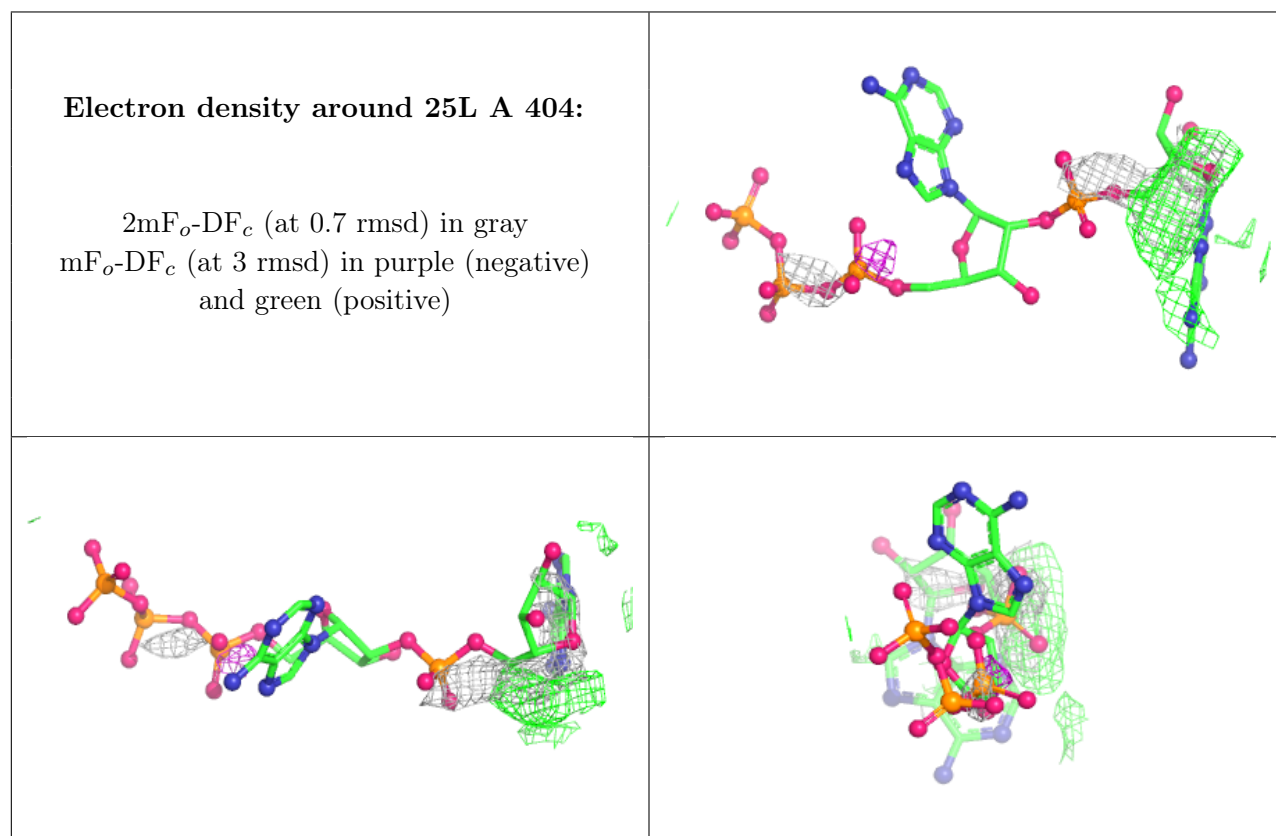 Electron density around 25L A 404:
2mFo-DFc (at 0.7 rmsd) in gray
mFo-DFc (at 3 rmsd) in purple (negative)
and green (positive)